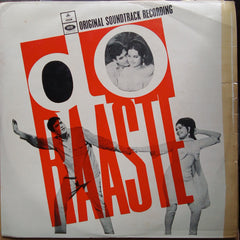 ORIGINAL SOUNDTRACK RECORDING
DO
RAASTE